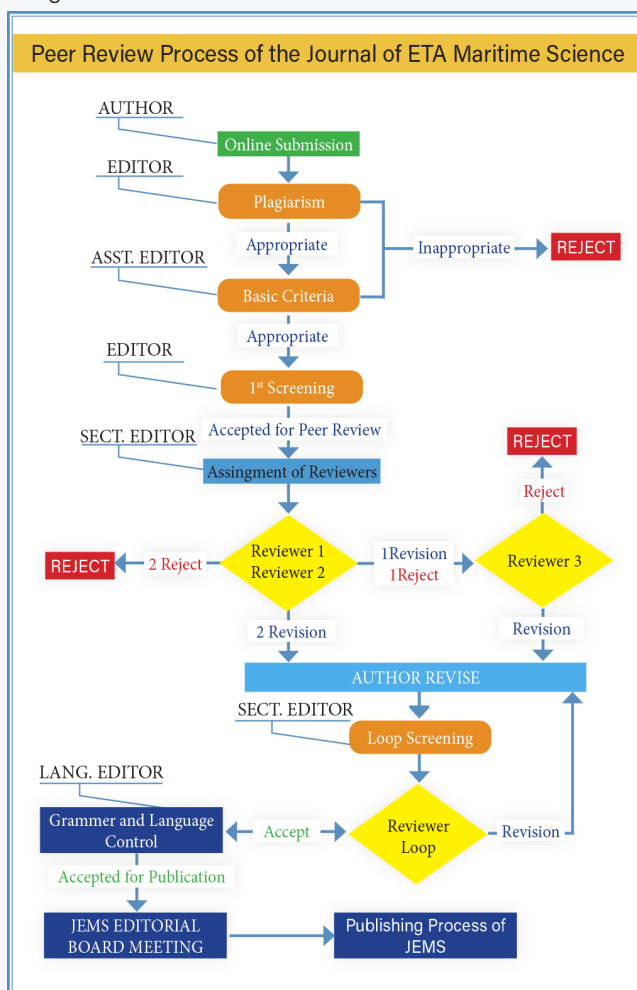 Peer Review Process of the Journal of ETA Maritime Science
AUTHOR
Online Submission
EDITOR
Plagiarism
Appropriate
Inappropriate
REJECT
ASST. EDITOR
Basic Criteria
Appropriate
EDITOR
1st Screening
Accepted for Peer Review
SECT. EDITOR
Assingment of Reviewers
REJECT
Reject
REJECT
2 Reject
Reviewer 1
Reviewer 2
1Revision
1Reject
Reviewer 3
2 Revision
Revision
AUTHOR REVISE
SECT. EDITOR
Loop Screening
LANG. EDITOR
Grammer and Language
Control
Accept
Reviewer
Loop
Revision
Accepted for Publication
JEMS EDITORIAL
BOARD MEETING
Publishing Process of
JEMS